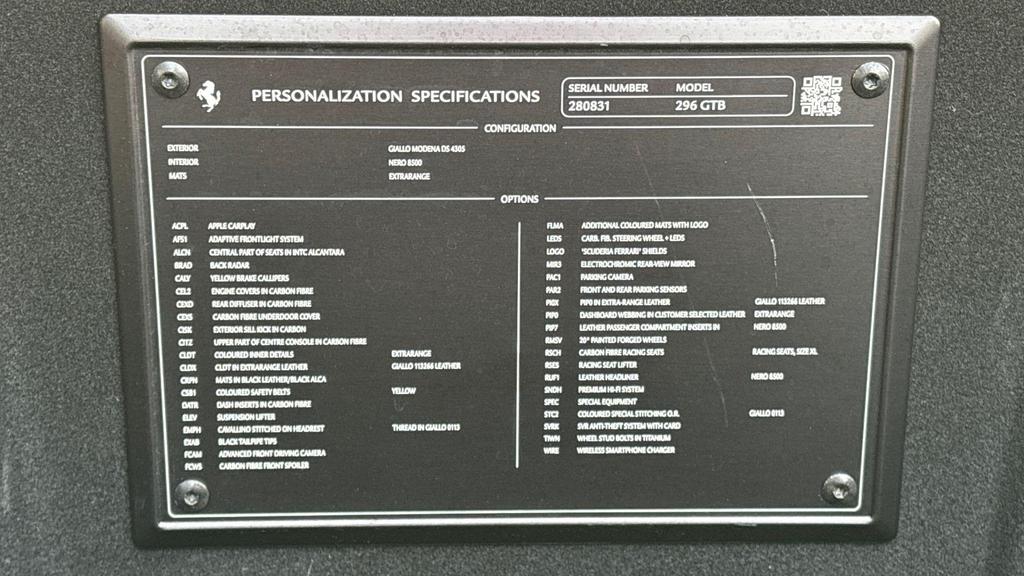 PERSONALIZATION SPECIFICATIONS
SERIAL NUMBER MODEL
280831 296 GTB
CONFIGURATION
EXTERIOR GIALLO MODENA DS 4305
INTERIOR NERO 8500
MATS EXTRARANGE
OPTIONS
ACPL APPLE CARPLAY
AFS1 ADAPTIVE FRONTLIGHT SYSTEM
ALCN CENTRAL PART OF SEATS IN INTC ALCANTARA
BRAD BACK RADAR
CALY YELLOW BRAKE CALLIPERS
CEL2 ENGINE COVERS IN CARBON FIBRE
CEXD REAR DIFFUSER IN CARBON FIBRE
CEXS CARBON FIBRE UNDERDOOR COVER
CISK EXTERIOR SILL KICK IN CARBON
CITZ UPPER PART OF CENTRE CONSOLE IN CARBON FIBRE
CLDT COLOURED INNER DETAILS EXTRARANGE
CLDX CLDT IN EXTRARANGE LEATHER GIALLO 113266 LEATHER
CRPN MATS IN BLACK LEATHER/BLACK ALCA
CSB1 COLOURED SAFETY BELTS YELLOW
DATR DASH INSERTS IN CARBON FIBRE
ELEV SUSPENSION LIFTER
EMPH CAVALLINO STITCHED ON HEADREST THREAD IN GIALLO 0113
EXAB BLACK TAILPIPE TIPS
FCAM ADVANCED FRONT DRIVING CAMERA
FCWS CARBON FIBRE FRONT SPOILER
FLMA ADDITIONAL COLOURED MATS WITH LOGO
LEDS CARB. FIB. STEERING WHEEL + LEDS
LOGO "SCUDERIA FERRARI" SHIELDS
MIR3 ELECTROCHROMIC REAR-VIEW MIRROR
PAC1 PARKING CAMERA
PAR2 FRONT AND REAR PARKING SENSORS
PI0X PIP0 IN EXTRA-RANGE LEATHER GIALLO 113266 LEATHER
PIP0 DASHBOARD WEBBING IN CUSTOMER SELECTED LEATHER EXTRARANGE
PIP7 LEATHER PASSENGER COMPARTMENT INSERTS IN NERO 8500
RMSV 20" PAINTED FORGED WHEELS
RSCH CARBON FIBRE RACING SEATS RACING SEATS, SIZE XL
RSES RACING SEAT LIFTER
RUF1 LEATHER HEADLINER NERO 8500
SNDH PREMIUM HI-FI SYSTEM
SPEC SPECIAL EQUIPMENT
STC2 COLOURED SPECIAL STITCHING O.R. GIALLO 0113
SVRK SVR ANTI-THEFT SYSTEM WITH CARD
TIWN WHEEL STUD BOLTS IN TITANIUM
WIRE WIRELESS SMARTPHONE CHARGER